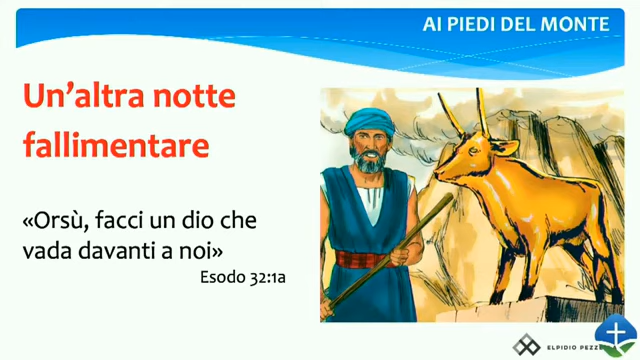 AI PIEDI DEL MONTE
Un’altra notte
fallimentare
«Orsù, facci un dio che
vada davanti a noi»
Esodo 32:1a
ELPIDIO